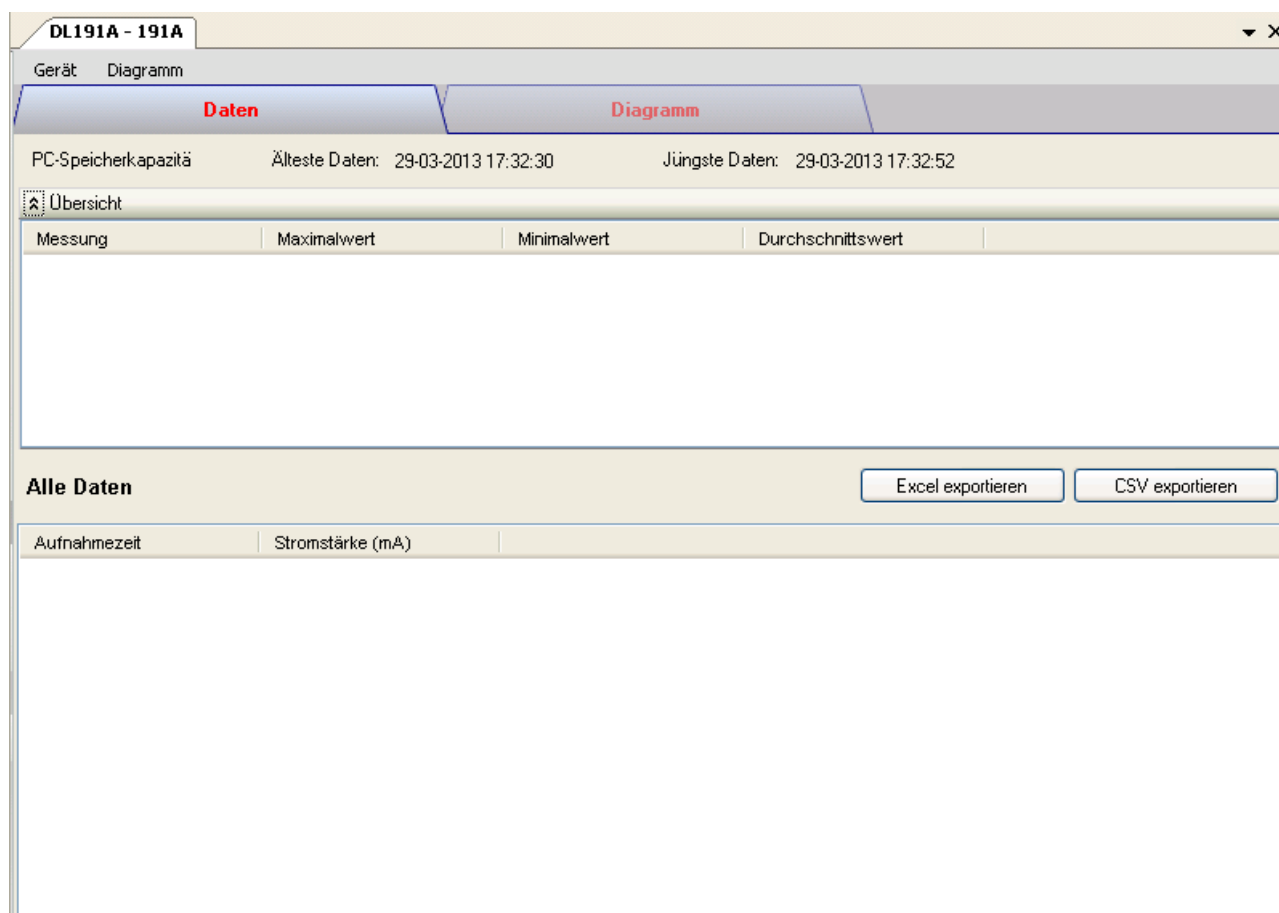 DL191A - 191A
Gerät Diagramm
Daten Diagramm
PC-Speicherkapazitä Älteste Daten: 29-03-2013 17:32:30 Jüngste Daten: 29-03-2013 17:32:52
Übersicht
Messung Maximalwert Minimalwert Durchschnittswert
Alle Daten Excel exportieren CSV exportieren
Aufnahmezeit Stromstärke (mA)